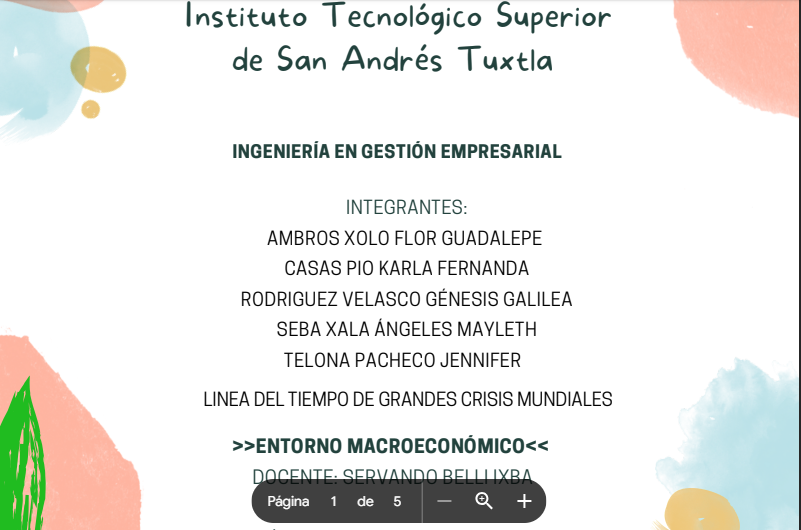 Instituto Tecnológico Superior
de San Andrés Tuxtla
INGENIERÍA EN GESTIÓN EMPRESARIAL
INTEGRANTES:
AMBROS XOLO FLOR GUADALEPE
CASAS PIO KARLA FERNANDA
RODRIGUEZ VELASCO GÉNESIS GALILEA
SEBA XALA ÁNGELES MAYLETH
TELONA PACHECO JENNIFER
LINEA DEL TIEMPO DE GRANDES CRISIS MUNDIALES
>>ENTORNO MACROECONÓMICO<<
DOCENTE: SERVANDO BELLI IXBA
Página 1 de 5